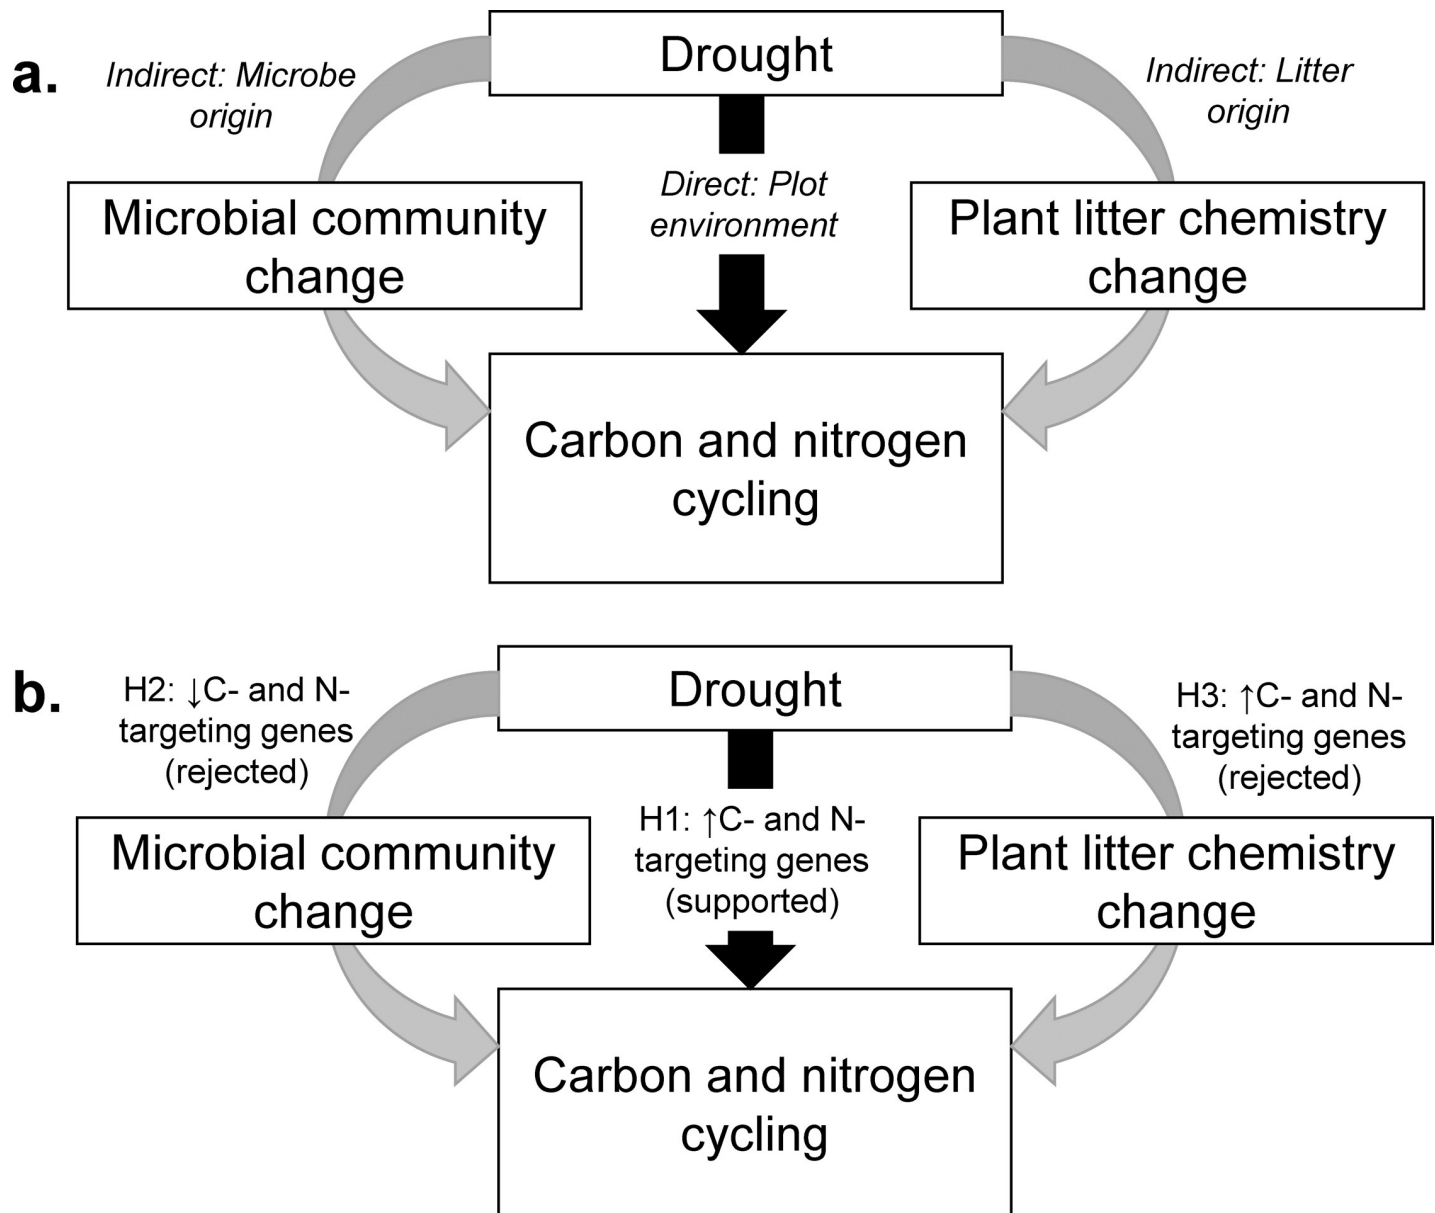 a.
Drought
Indirect: Microbe
origin
Indirect: Litter
origin
Direct: Plot
environment
Microbial community
change
Plant litter chemistry
change
Carbon and nitrogen
cycling
b.
Drought
H2: ↓C- and N-
targeting genes
(rejected)
H3: ↑C- and N-
targeting genes
(rejected)
H1: ↑C- and N-
targeting genes
(supported)
Microbial community
change
Plant litter chemistry
change
Carbon and nitrogen
cycling